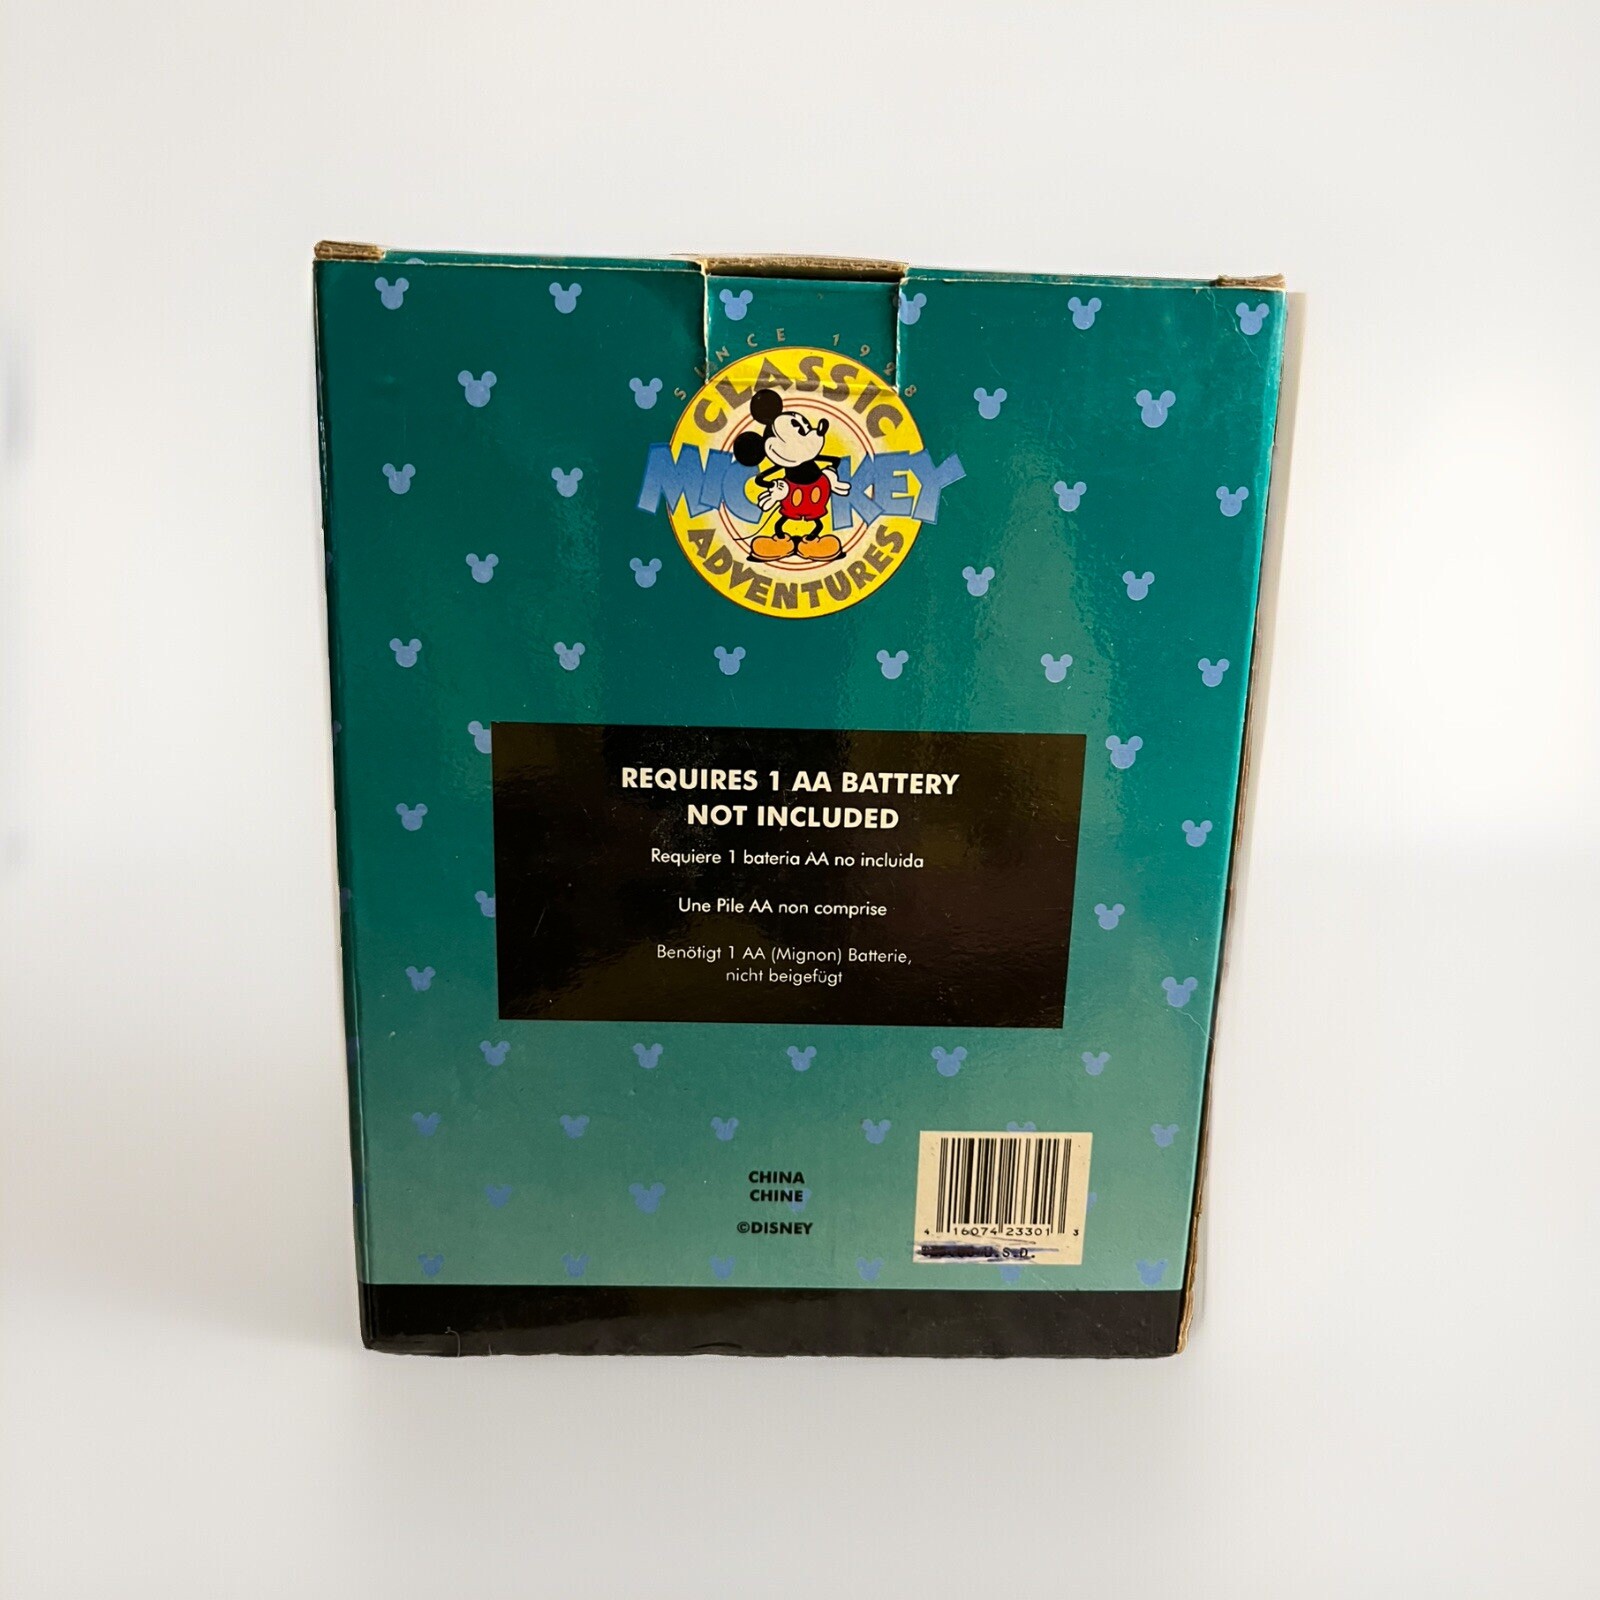 SINCE 1928
CLASSIC
MICKEY
ADVENTURES
REQUIRES 1 AA BATTERY
NOT INCLUDED
Requiere 1 bateria AA no incluida
Une Pile AA non comprise
Benötigt 1 AA (Mignon) Batterie,
nicht beigefügt
CHINA
CHINE
©DISNEY
4 16074 23301 3
U.S.D.